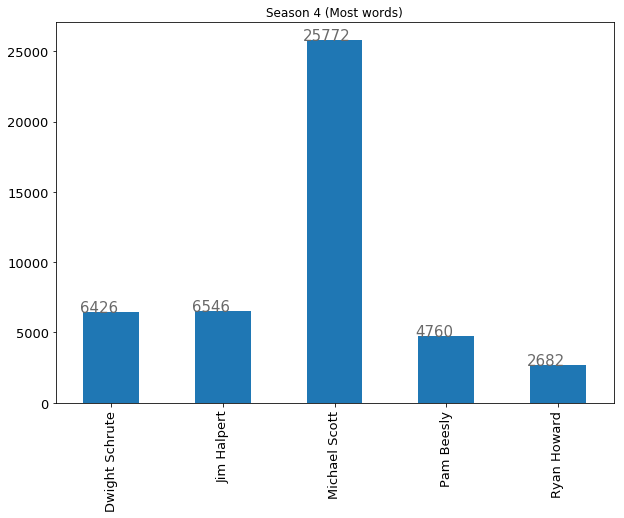 Season 4 (Most words)
25772
25000
20000
15000
10000
6426
6546
5000
4760
2682
0
Dwight Schrute
Jim Halpert
Michael Scott
Pam Beesly
Ryan Howard